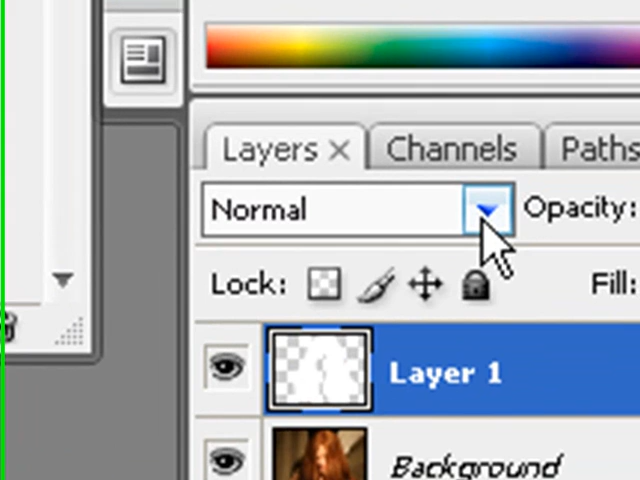 Layers Channels Paths
Normal Opacity:
Lock: Fill:
Layer 1
Background